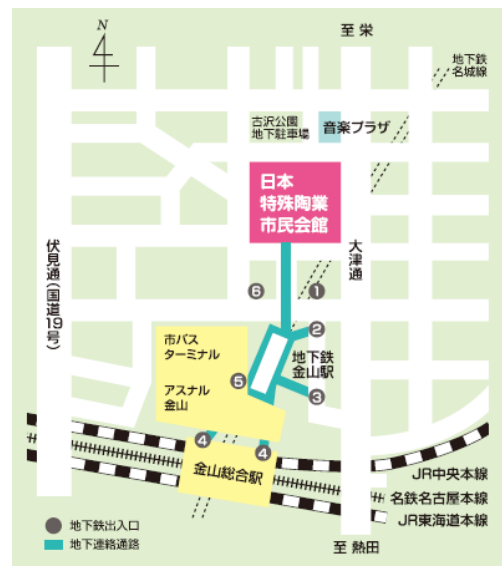 N
至 栄
地下鉄
名城線
古沢公園
地下駐車場
音楽プラザ
日本
特殊陶業
市民会館
伏見通(国道19号)
大津通
6
1
2
市バス
ターミナル
地下鉄
金山駅
5
3
アスナル
金山
4
4
金山総合駅
JR中央本線
名鉄名古屋本線
JR東海道本線
地下鉄出入口
地下連絡通路
至 熱田